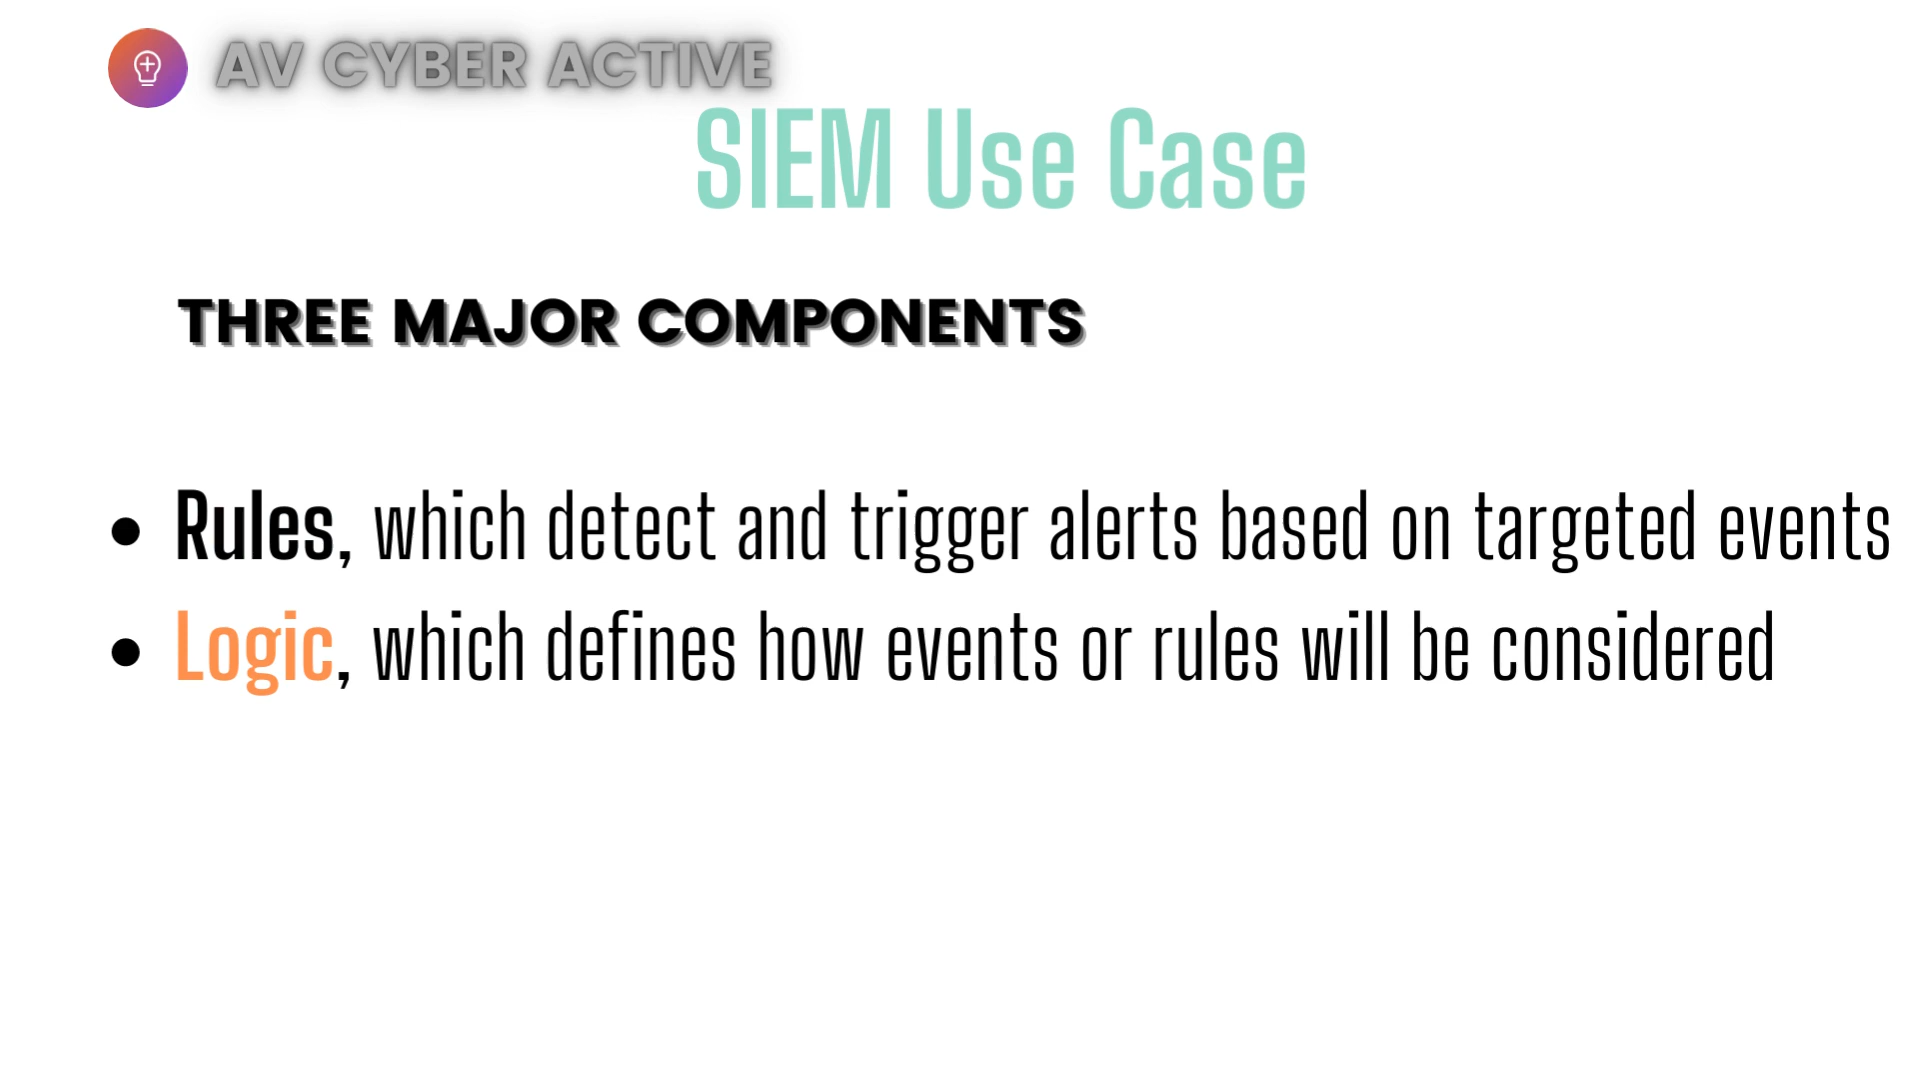 AV CYBER ACTIVE
SIEM Use Case
THREE MAJOR COMPONENTS
• Rules, which detect and trigger alerts based on targeted events
• Logic, which defines how events or rules will be considered